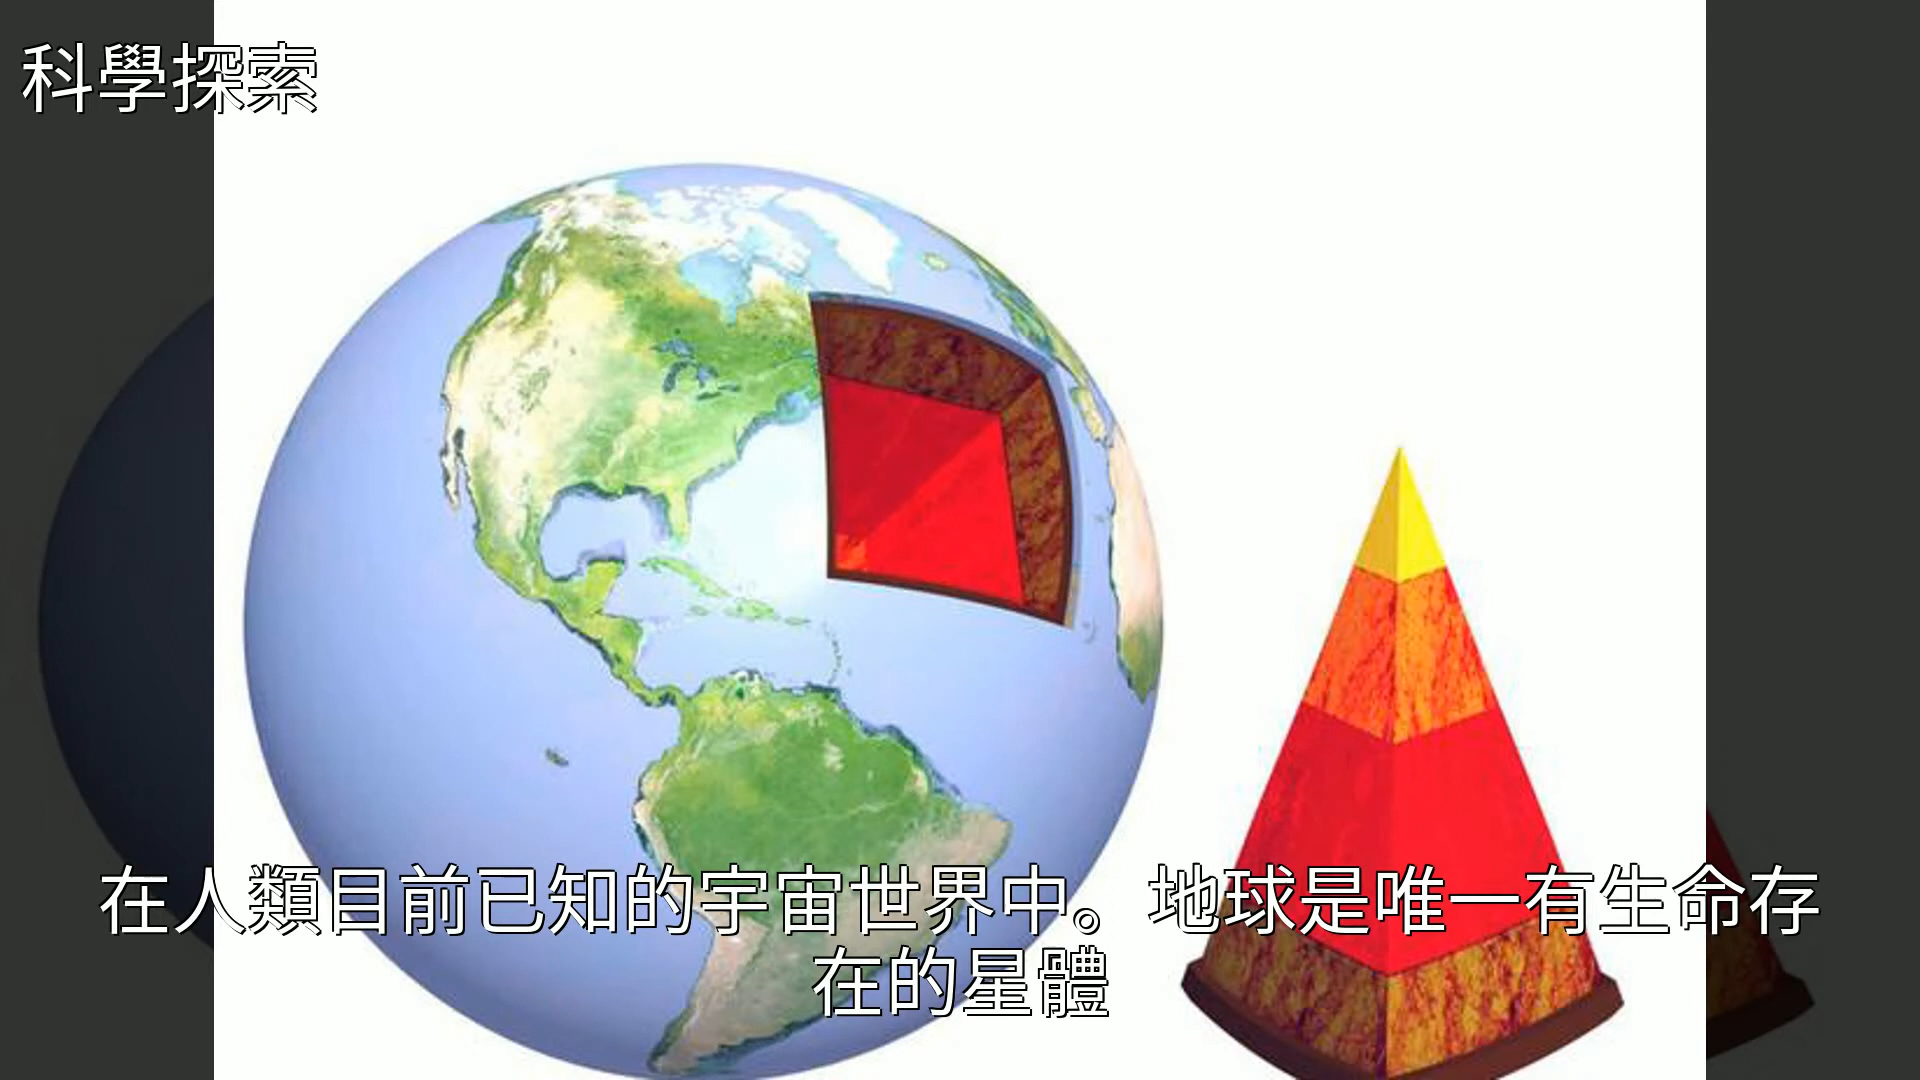 科學探索
在人類目前已知的宇宙世界中。地球是唯一有生命存
在的星體